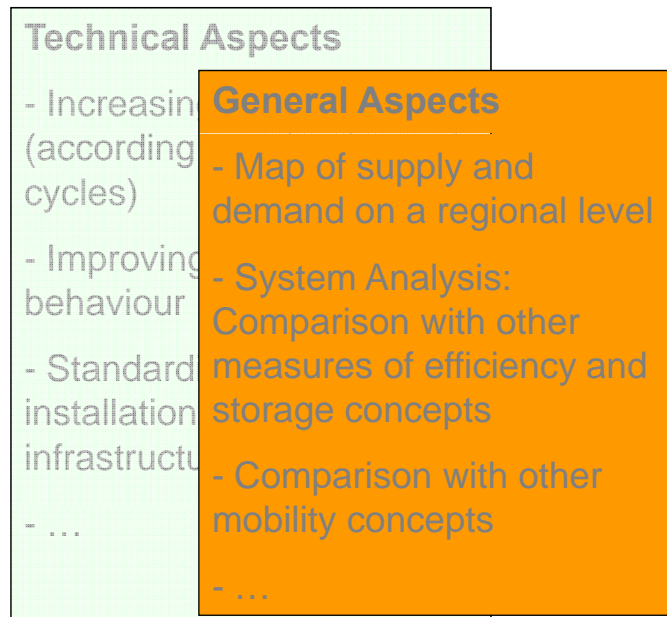 Technical Aspects
- Increasing
(according
cycles)
- Improving
behaviour
- Standardi
installation
infrastructu
- ...
General Aspects
- Map of supply and
demand on a regional level
- System Analysis:
Comparison with other
measures of efficiency and
storage concepts
- Comparison with other
mobility concepts
- ...